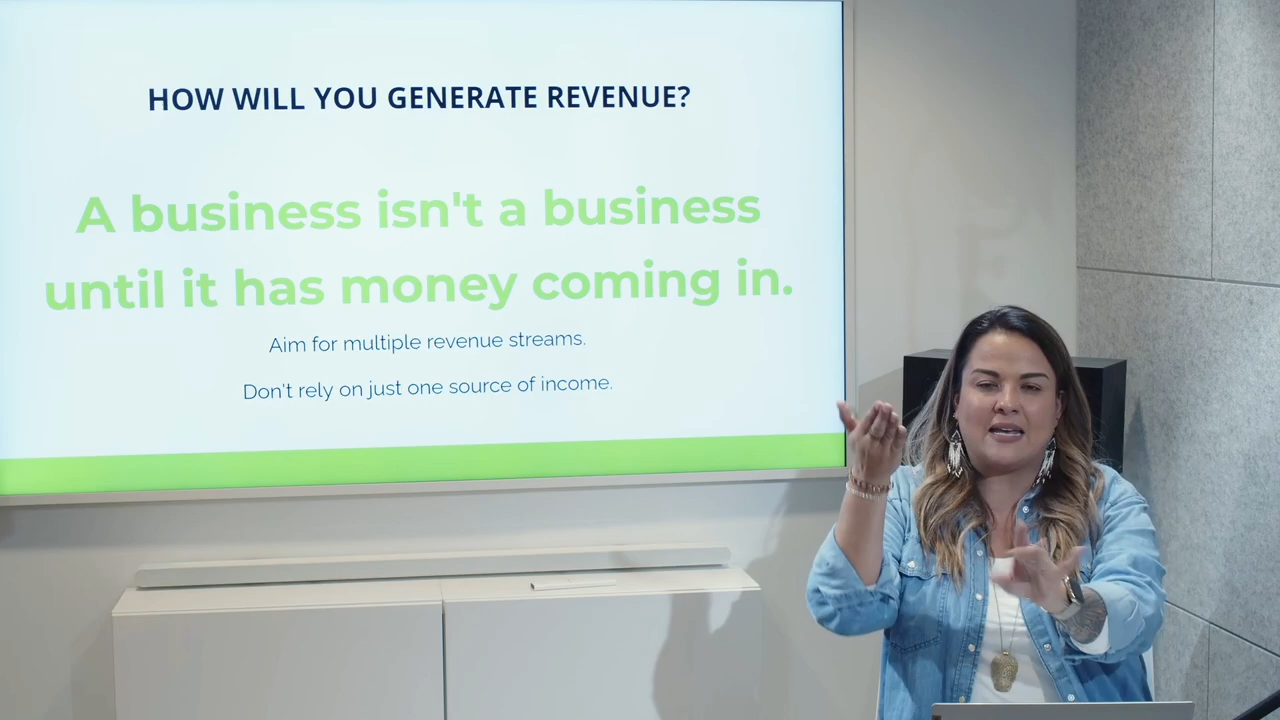 HOW WILL YOU GENERATE REVENUE?
A business isn't a business
until it has money coming in.
Aim for multiple revenue streams.
Don't rely on just one source of income.